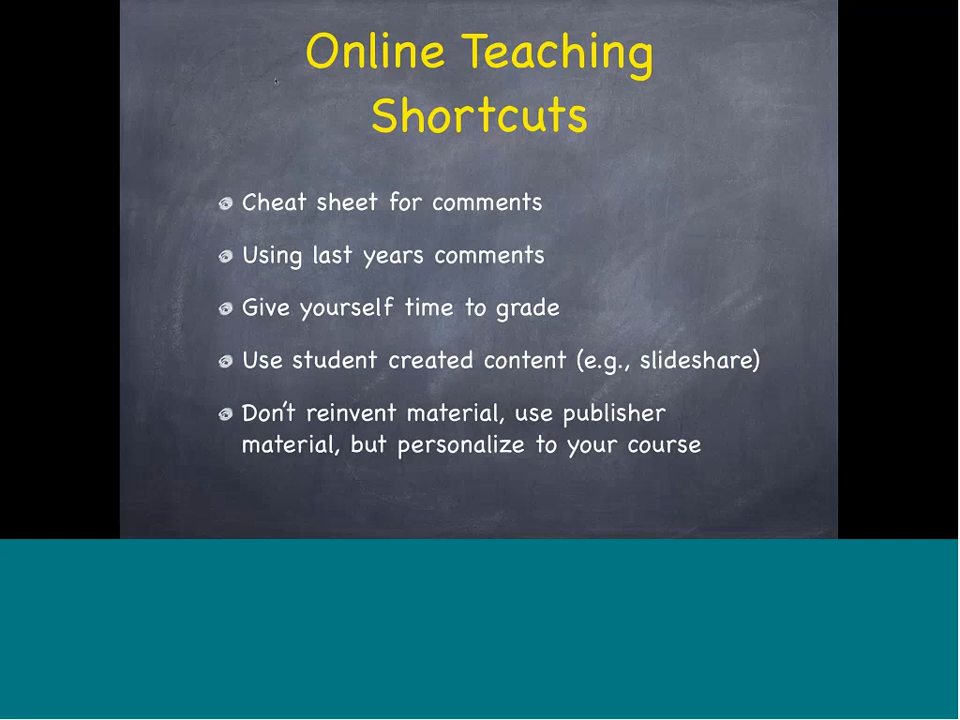 Online Teaching
Shortcuts
Cheat sheet for comments
Using last years comments
Give yourself time to grade
Use student created content (e.g., slideshare)
Don't reinvent material, use publisher
material, but personalize to your course